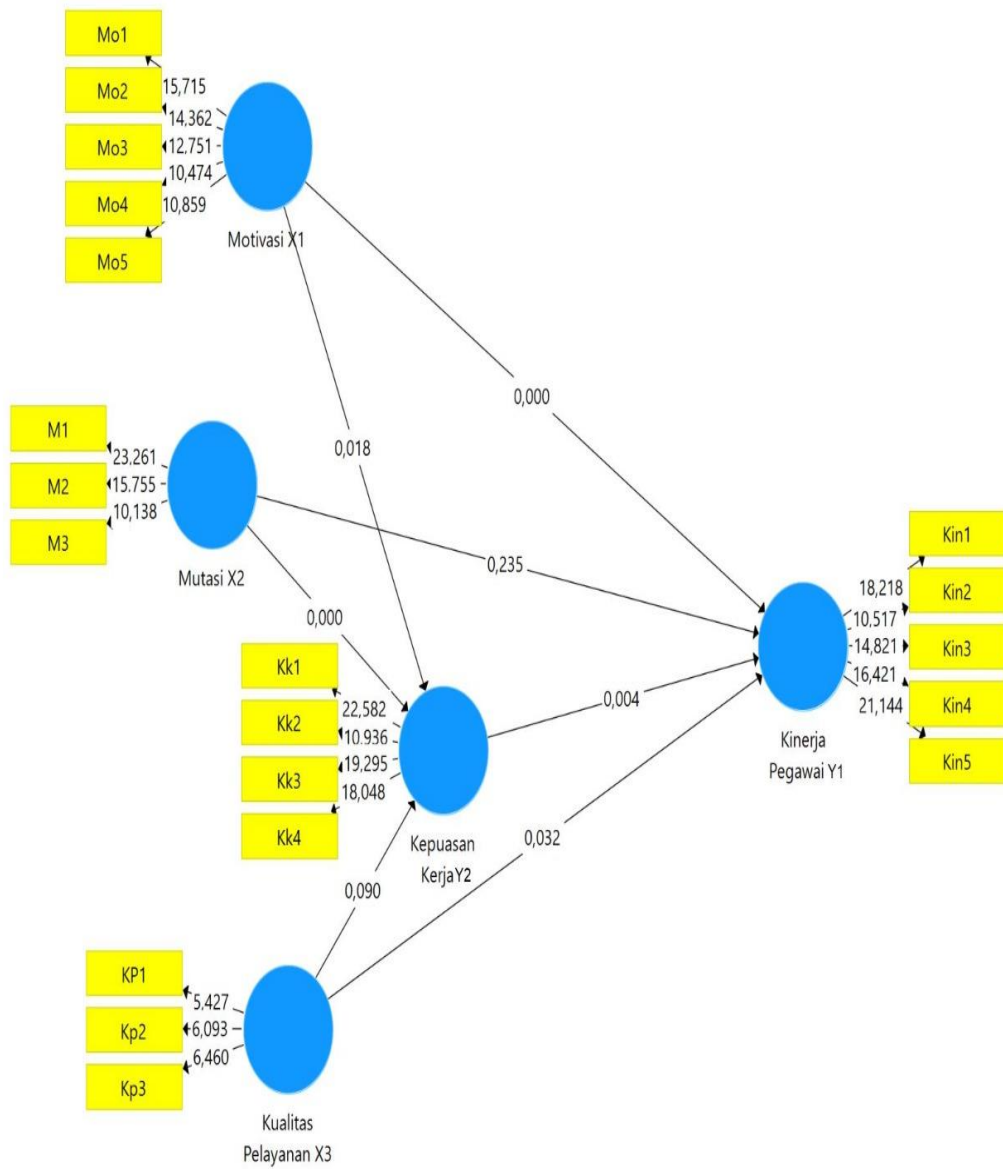 Mo1
Mo2
Mo3
Mo4
Mo5
15,715
14,362
12,751
10,474
10,859
Motivasi X1
0,000
0,018
M1
M2
M3
23,261
15,755
10,138
Mutasi X2
0,235
0,000
Kk1
Kk2
Kk3
Kk4
22,582
10,936
19,295
18,048
Kepuasan
KerjaY2
0,004
Kin1
Kin2
Kin3
Kin4
Kin5
18,218
10,517
14,821
16,421
21,144
Kinerja
Pegawai Y1
0,090
0,032
KP1
Kp2
Kp3
5,427
6,093
6,460
Kualitas
Pelayanan X3